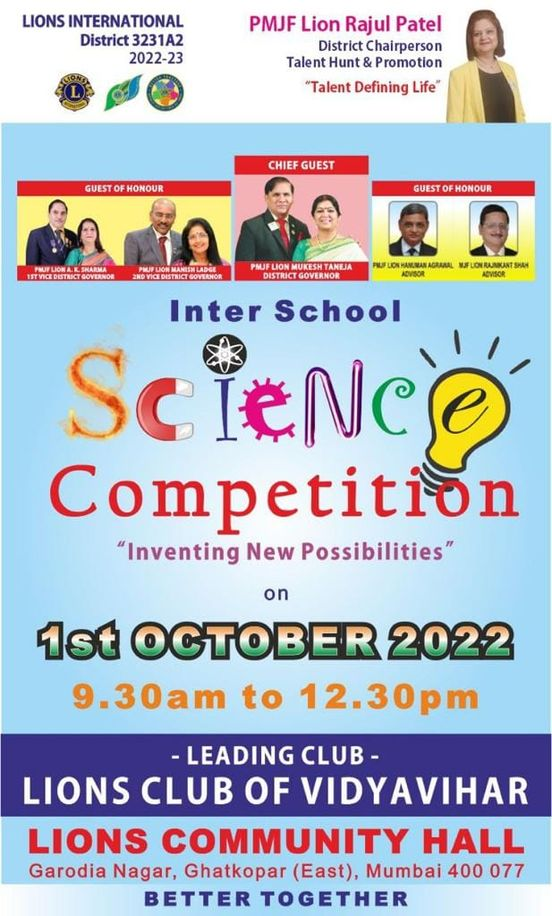 LIONS INTERNATIONAL
District 3231A2
2022-23
PMJF Lion Rajul Patel
District Chairperson
Talent Hunt & Promotion
"Talent Defining Life"
CHIEF GUEST
GUEST OF HONOUR
GUEST OF HONOUR
PMJF LION A. K. SHARMA
1ST VICE DISTRICT GOVERNOR
PMJF LION MANISH LADGE
2ND VICE DISTRICT GOVERNOR
PMJF LION MUKESH TANEJA
DISTRICT GOVERNOR
PMJF LION HANUMAN AGRAWAL
ADVISOR
MJF LION RAJNIKANT SHAH
ADVISOR
Inter School
ScieNce
Competition
"Inventing New Possibilities"
on
1st OCTOBER 2022
9.30am to 12.30pm
- LEADING CLUB -
LIONS CLUB OF VIDYAVIHAR
LIONS COMMUNITY HALL
Garodia Nagar, Ghatkopar (East), Mumbai 400 077
BETTER TOGETHER